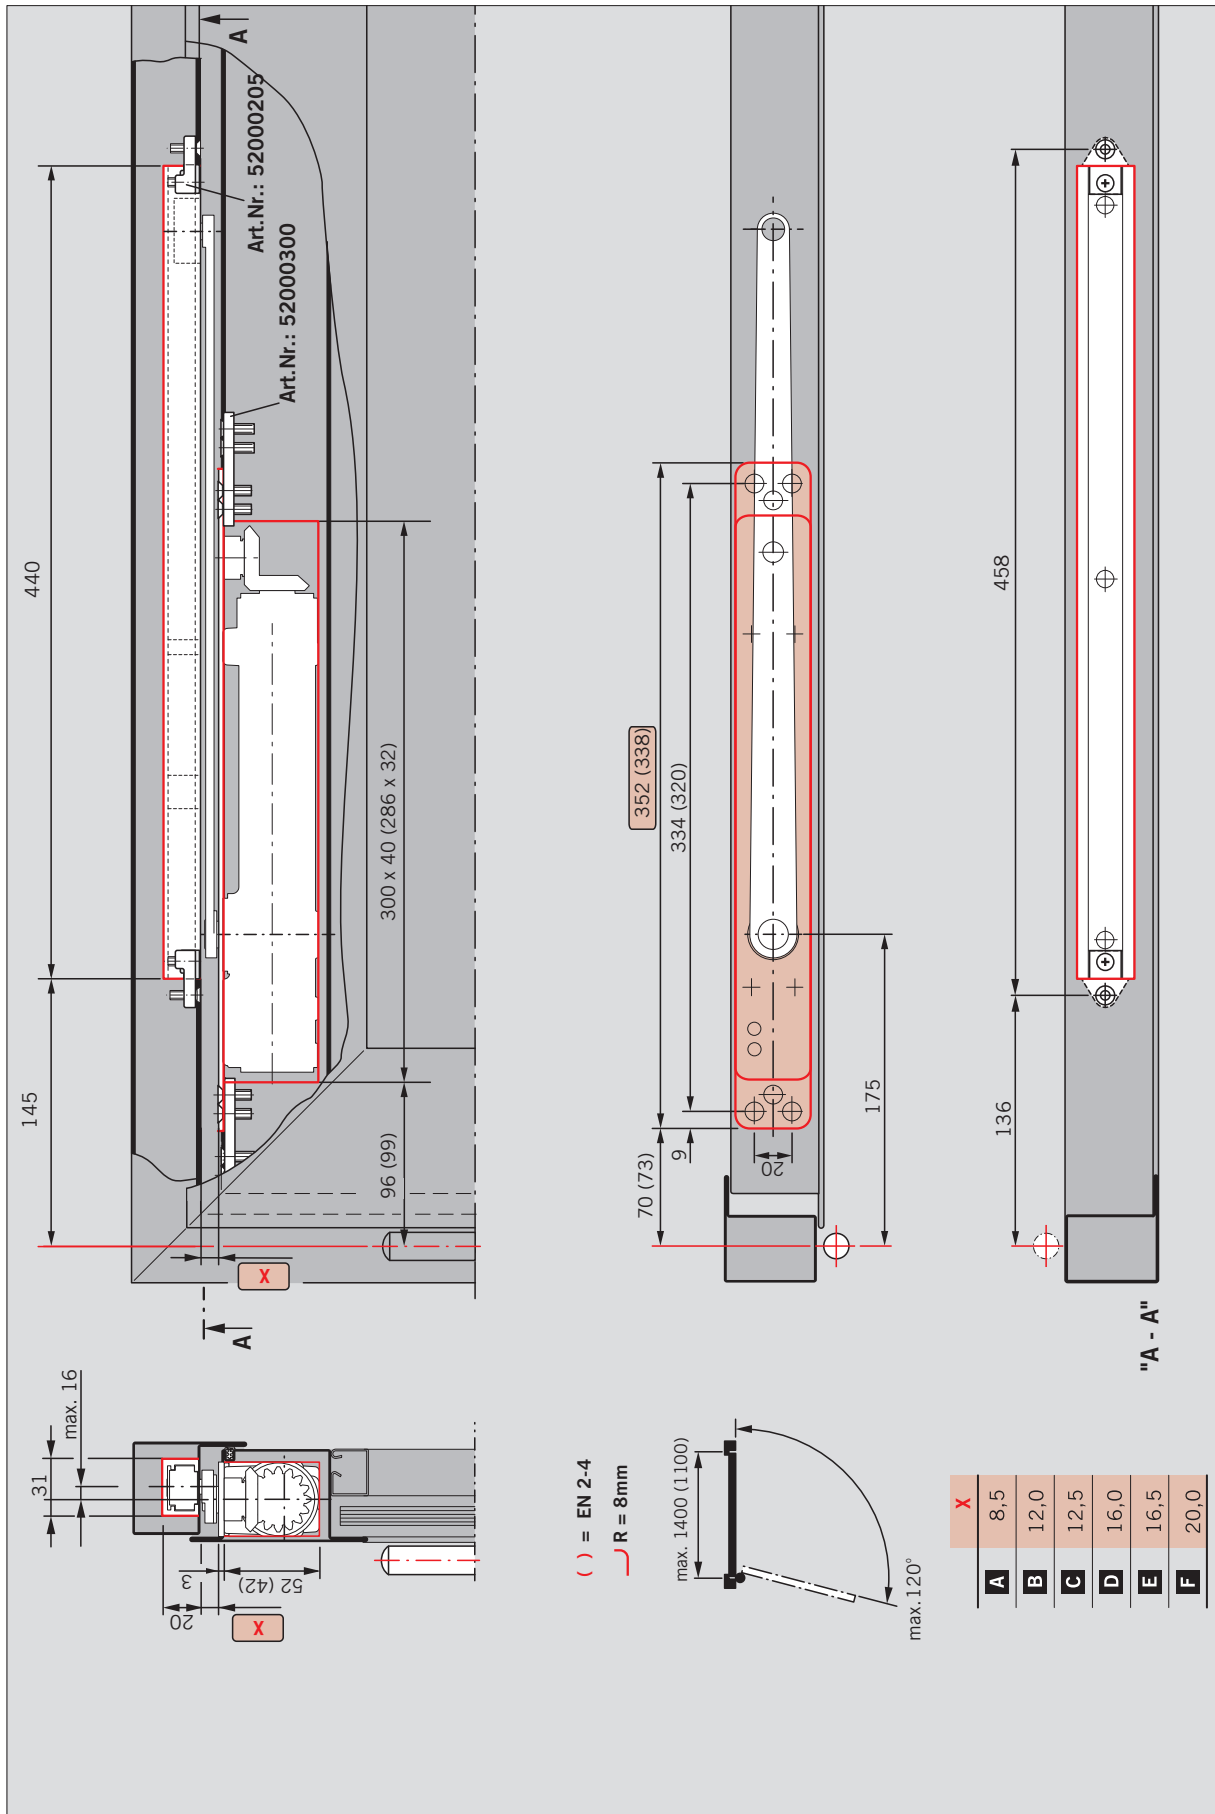 A
Art.Nr.: 52000205
Art.Nr.: 52000300
440
145
300 x 40 (286 x 32)
96 (99)
X
A
352 (338)
334 (320)
70 (73)
9
20
175
458
136
"A - A"
31
max. 16
20
3
52 (42)
X
( ) = EN 2-4
R = 8mm
max. 1400 (1100)
max. 120°
X
A 8,5
B 12,0
C 12,5
D 16,0
E 16,5
F 20,0